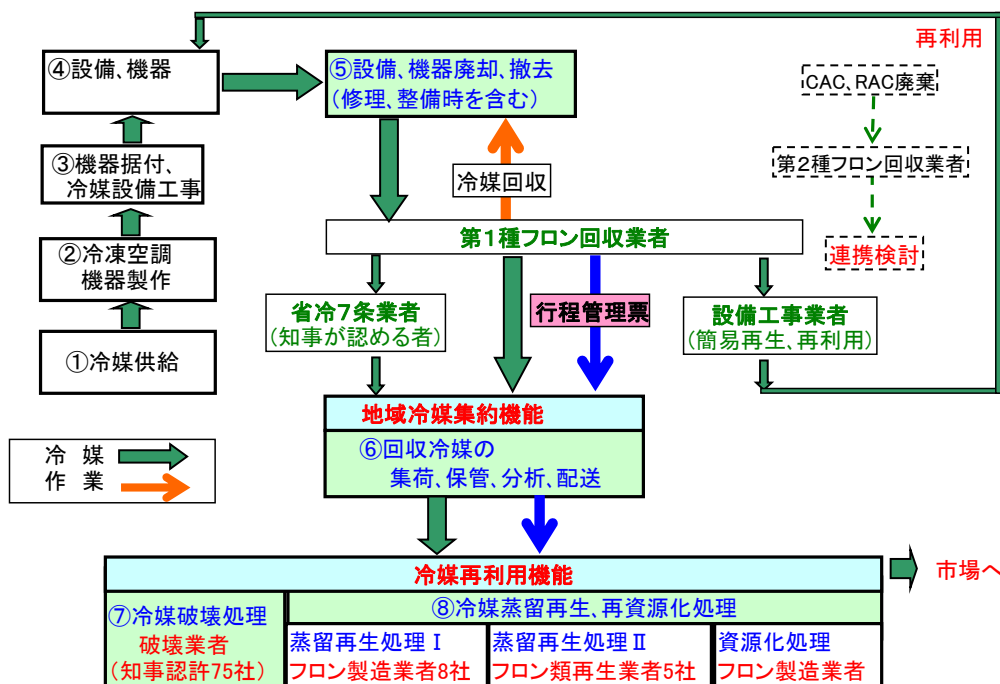 再利用
④設備、機器
⑤設備、機器廃却、撤去
(修理、整備時を含む)
CAC、RAC廃棄
③機器据付、
冷媒設備工事
冷媒回収
第2種フロン回収業者
第1種フロン回収業者
連携検討
②冷凍空調
機器製作
省冷7条業者
(知事が認める者)
行程管理票
設備工事業者
(簡易再生、再利用)
①冷媒供給
地域冷媒集約機能
⑥回収冷媒の
集荷、保管、分析、配送
冷 媒
作 業
冷媒再利用機能
市場へ
⑦冷媒破壊処理
破壊業者
(知事認許75社)
⑧冷媒蒸留再生、再資源化処理
蒸留再生処理Ⅰ
フロン製造業者8社
蒸留再生処理Ⅱ
フロン類再生業者5社
資源化処理
フロン製造業者